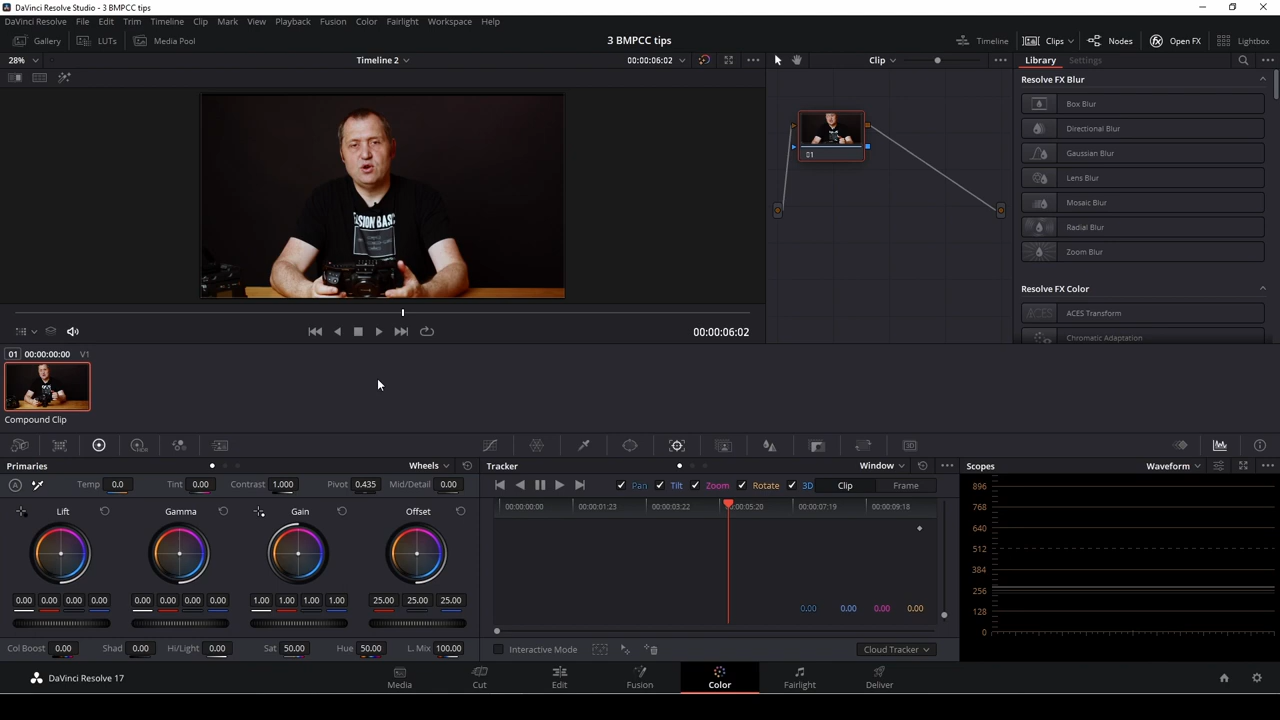 DaVinci Resolve Studio - 3 BMPCC tips
DaVinci Resolve File Edit Trim Timeline Clip Mark View Playback Fusion Color Fairlight Workspace Help
Gallery LUTs Media Pool 3 BMPCC tips Timeline Clips Nodes Open FX Lightbox
28% Timeline 2 00:00:06:02 Clip Library Settings
Resolve FX Blur
Box Blur
Directional Blur
Gaussian Blur
Lens Blur
Mosaic Blur
Radial Blur
Zoom Blur
Resolve FX Color
ACES Transform
Chromatic Adaptation
01
00:00:06:02
01 00:00:00:00 V1
Compound Clip
Primaries Wheels Tracker Window Scopes Waveform
Temp 0.0 Tint 0.00 Contrast 1.000 Pivot 0.435 Mid/Detail 0.00 Pan Tilt Zoom Rotate 3D Clip Frame
Lift Gamma Gain Offset
00:00:00:00 00:00:01:23 00:00:03:22 00:00:05:20 00:00:07:19 00:00:09:18
0.00 0.00 0.00 0.00 0.00 0.00 0.00 0.00 1.00 1.00 1.00 1.00 25.00 25.00 25.00
0.00 0.00 0.00 0.00
896
768
640
512
384
256
128
0
Col Boost 0.00 Shad 0.00 Hi/Light 0.00 Sat 50.00 Hue 50.00 L. Mix 100.00 Interactive Mode Cloud Tracker
DaVinci Resolve 17 Media Cut Edit Fusion Color Fairlight Deliver